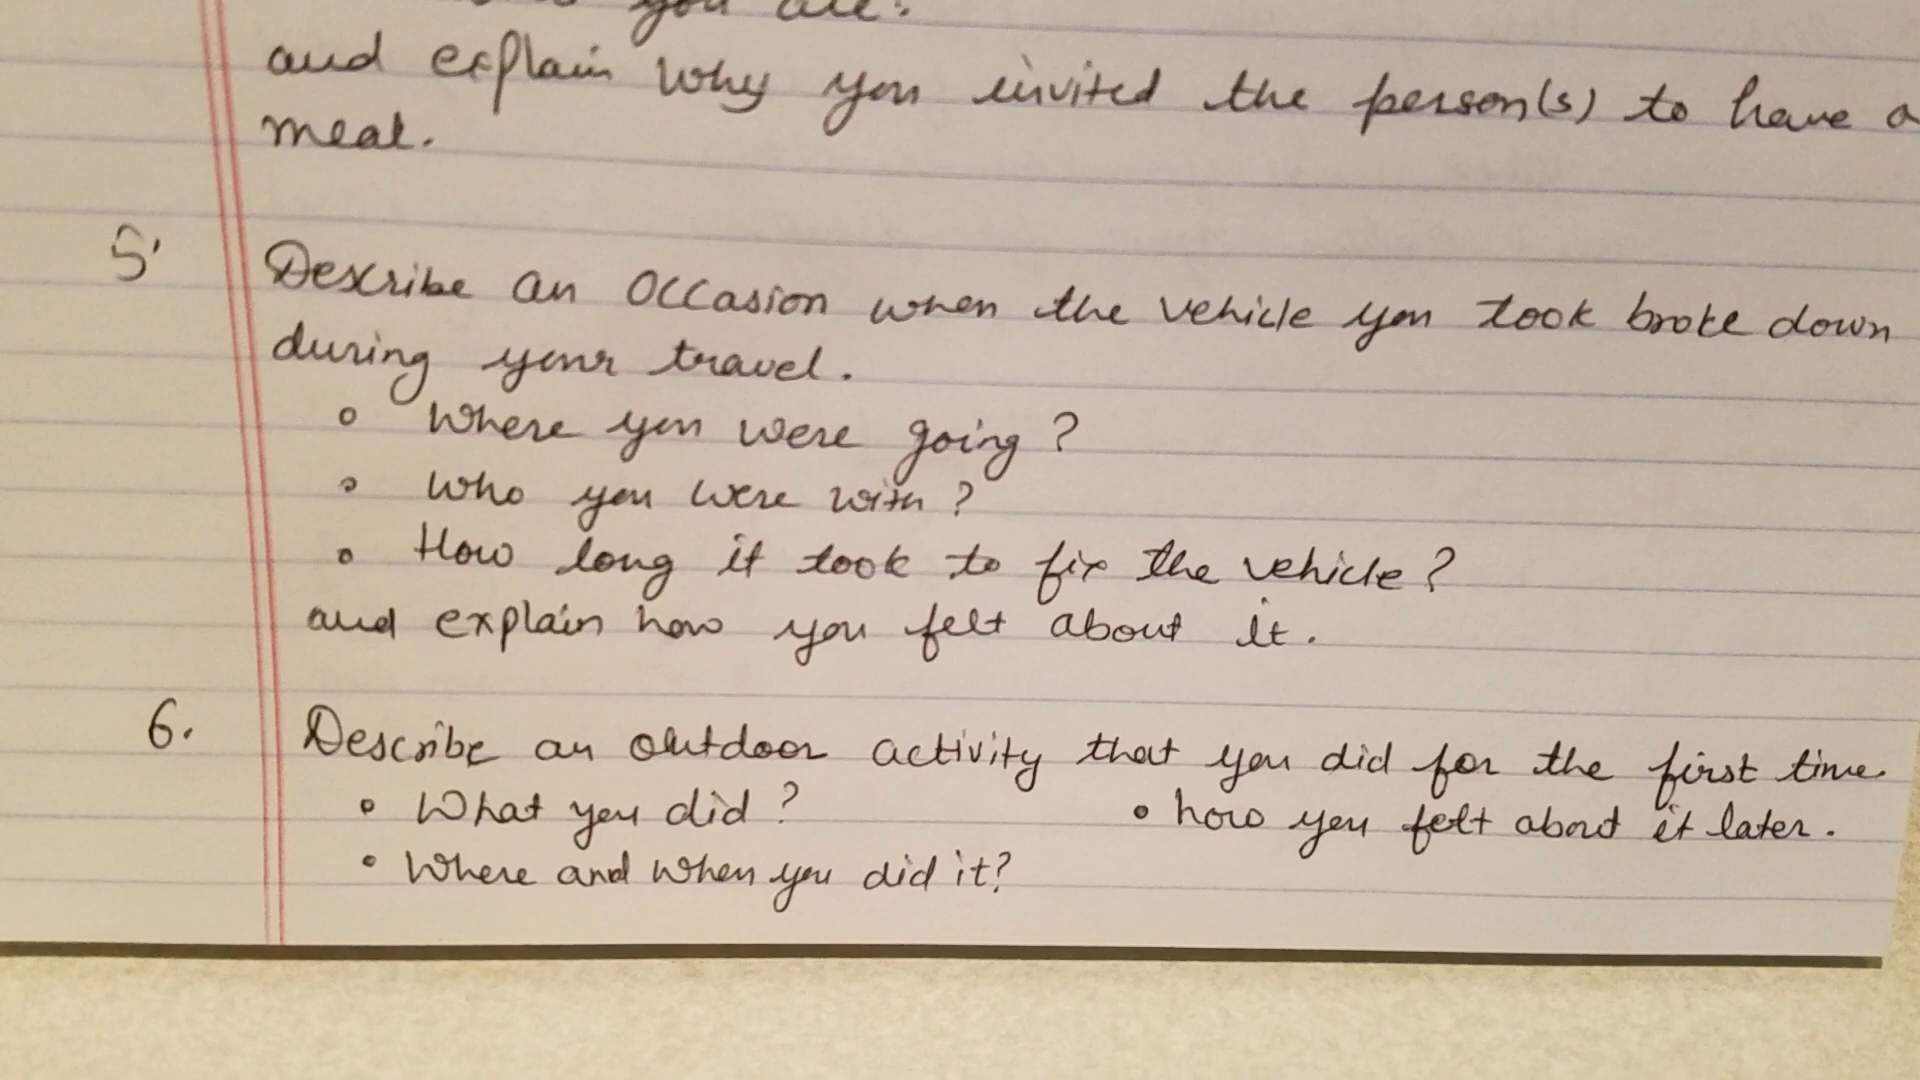 you are.
and explain why you invited the person(s) to have a
meal.
5. Describe an occasion when the vehicle you took broke down
during your travel.
• Where you were going?
• Who you were with?
• How long it took to fix the vehicle?
and explain how you felt about it.
6. Describe an outdoor activity that you did for the first time.
• What you did? • how you felt about it later.
• Where and when you did it?